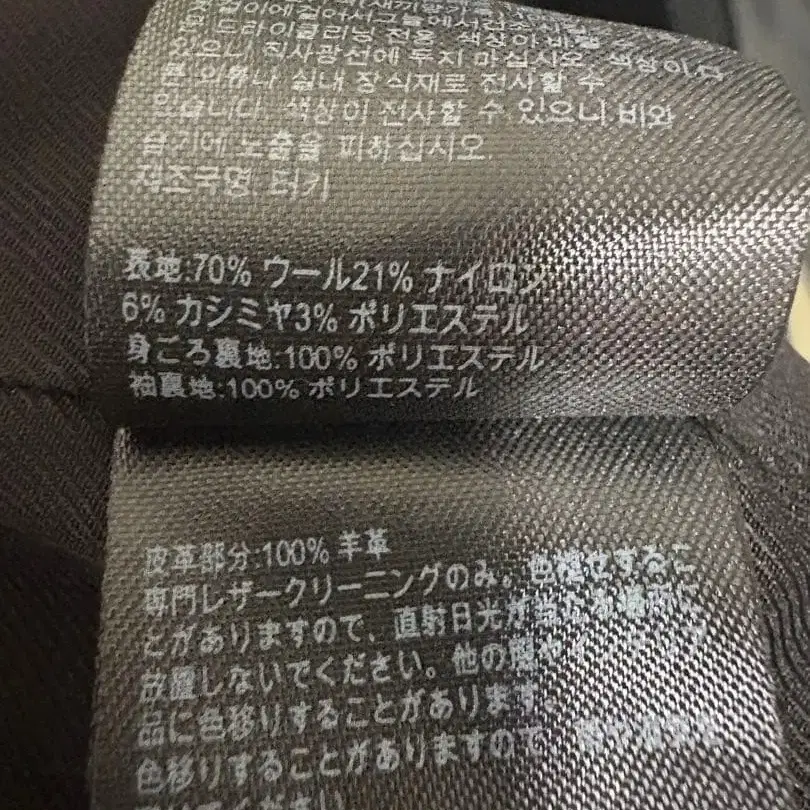 본 드라이클리닝 전용. 색상이 바랠 수
있으니 직사광선에 두지 마십시오. 색상이 다
른 의류나 실내 장식재로 전사할 수
있습니다. 색상이 전사할 수 있으니 비와
습기에 노출을 피하십시오.
제조국명. 터키
表地:70% ウール21% ナイロン
6% カシミヤ3% ポリエステル
身ごろ裏地:100% ポリエステル
袖裏地:100% ポリエステル
皮革部分:100% 羊革
専門レザークリーニングのみ。色褪せするこ
とがありますので、直射日光が当たる場所に
放置しないでください。他の服や
品に色移りすることがあります。
色移りすることがありますので、